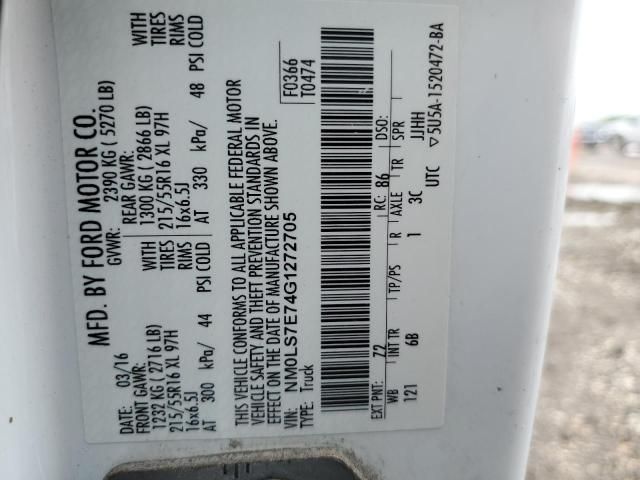 MFD. BY FORD MOTOR CO.
DATE: 03/16 GVWR: 2390 KG ( 5270 LB)
FRONT GAWR: REAR GAWR:
1232 KG ( 2716 LB) WITH 1300 KG ( 2866 LB) WITH
215/55R16 XL 97H TIRES 215/55R16 XL 97H TIRES
16x6.5J RIMS 16x6.5J RIMS
AT 300 kPa/ 44 PSI COLD AT 330 kPa/ 48 PSI COLD
THIS VEHICLE CONFORMS TO ALL APPLICABLE FEDERAL MOTOR
VEHICLE SAFETY AND THEFT PREVENTION STANDARDS IN
EFFECT ON THE DATE OF MANUFACTURE SHOWN ABOVE.
VIN: NM0LS7E74G1272705
TYPE: Truck
F0366
T0474
EXT PNT: Z2 RC: 86 DSO:
WB INT TR TP/PS R AXLE TR SPR
121 6B 1 3C JJHH
UTC ▽5U5A-1520472-BA